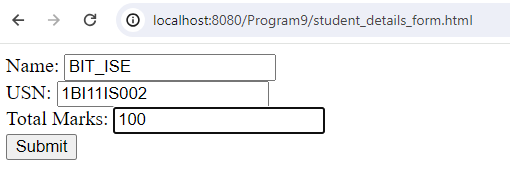 localhost:8080/Program9/student_details_form.html
Name: BIT_ISE
USN: 1BI11IS002
Total Marks: 100
Submit